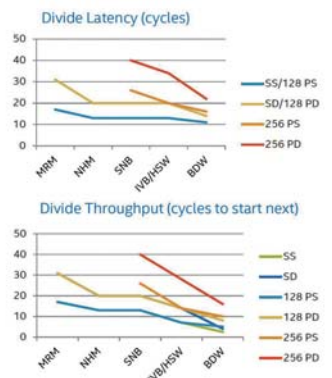 Divide Latency (cycles)
50
40
30
20
10
0
MRM
NHM
SNB
IVB/HSW
BDW
SS/128 PS
SD/128 PD
256 PS
256 PD
Divide Throughput (cycles to start next)
50
40
30
20
10
0
MRM
NHM
SNB
IVB/HSW
BDW
SS
SD
128 PS
128 PD
256 PS
256 PD